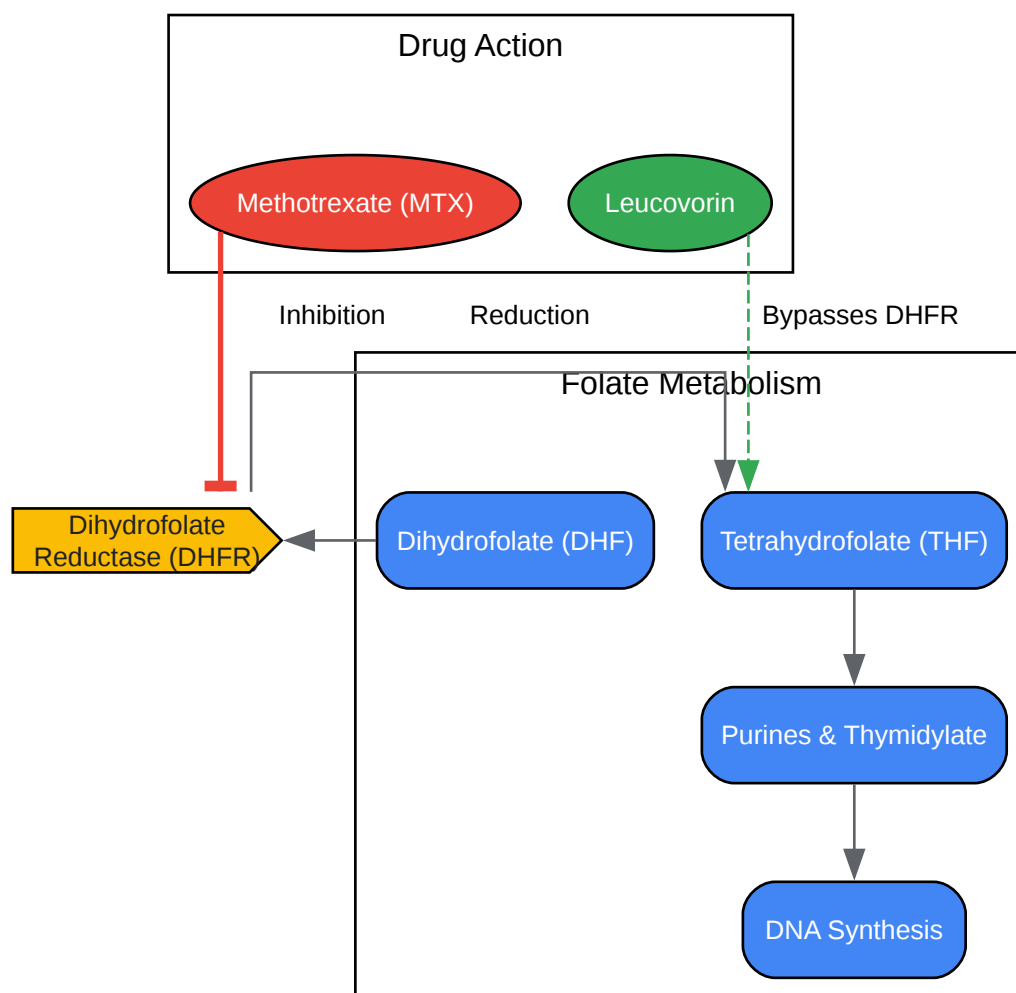 Drug Action
Methotrexate (MTX)
Leucovorin
Inhibition
Reduction
Bypasses DHFR
Folate Metabolism
Dihydrofolate
Reductase (DHFR)
Dihydrofolate (DHF)
Tetrahydrofolate (THF)
Purines & Thymidylate
DNA Synthesis